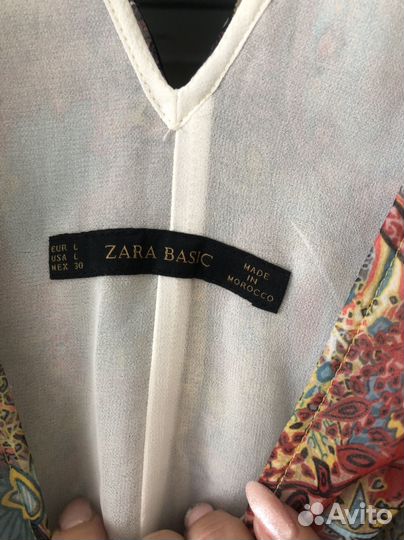 EUR L
USA L
MEX 30
ZARA BASIC
MADE
IN
MOROCCO
Avito